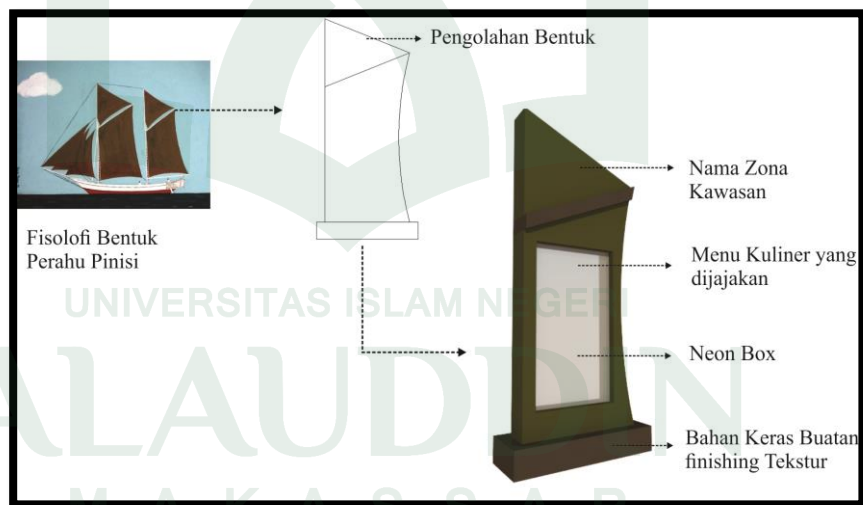 Pengolahan Bentuk
Fisolofi Bentuk
Perahu Pinisi
Nama Zona
Kawasan
Menu Kuliner yang
dijajakan
Neon Box
Bahan Keras Buatan
finishing Tekstur
UNIVERSITAS ISLAM NEGERI
ALAUDDIN
MAKASSAR